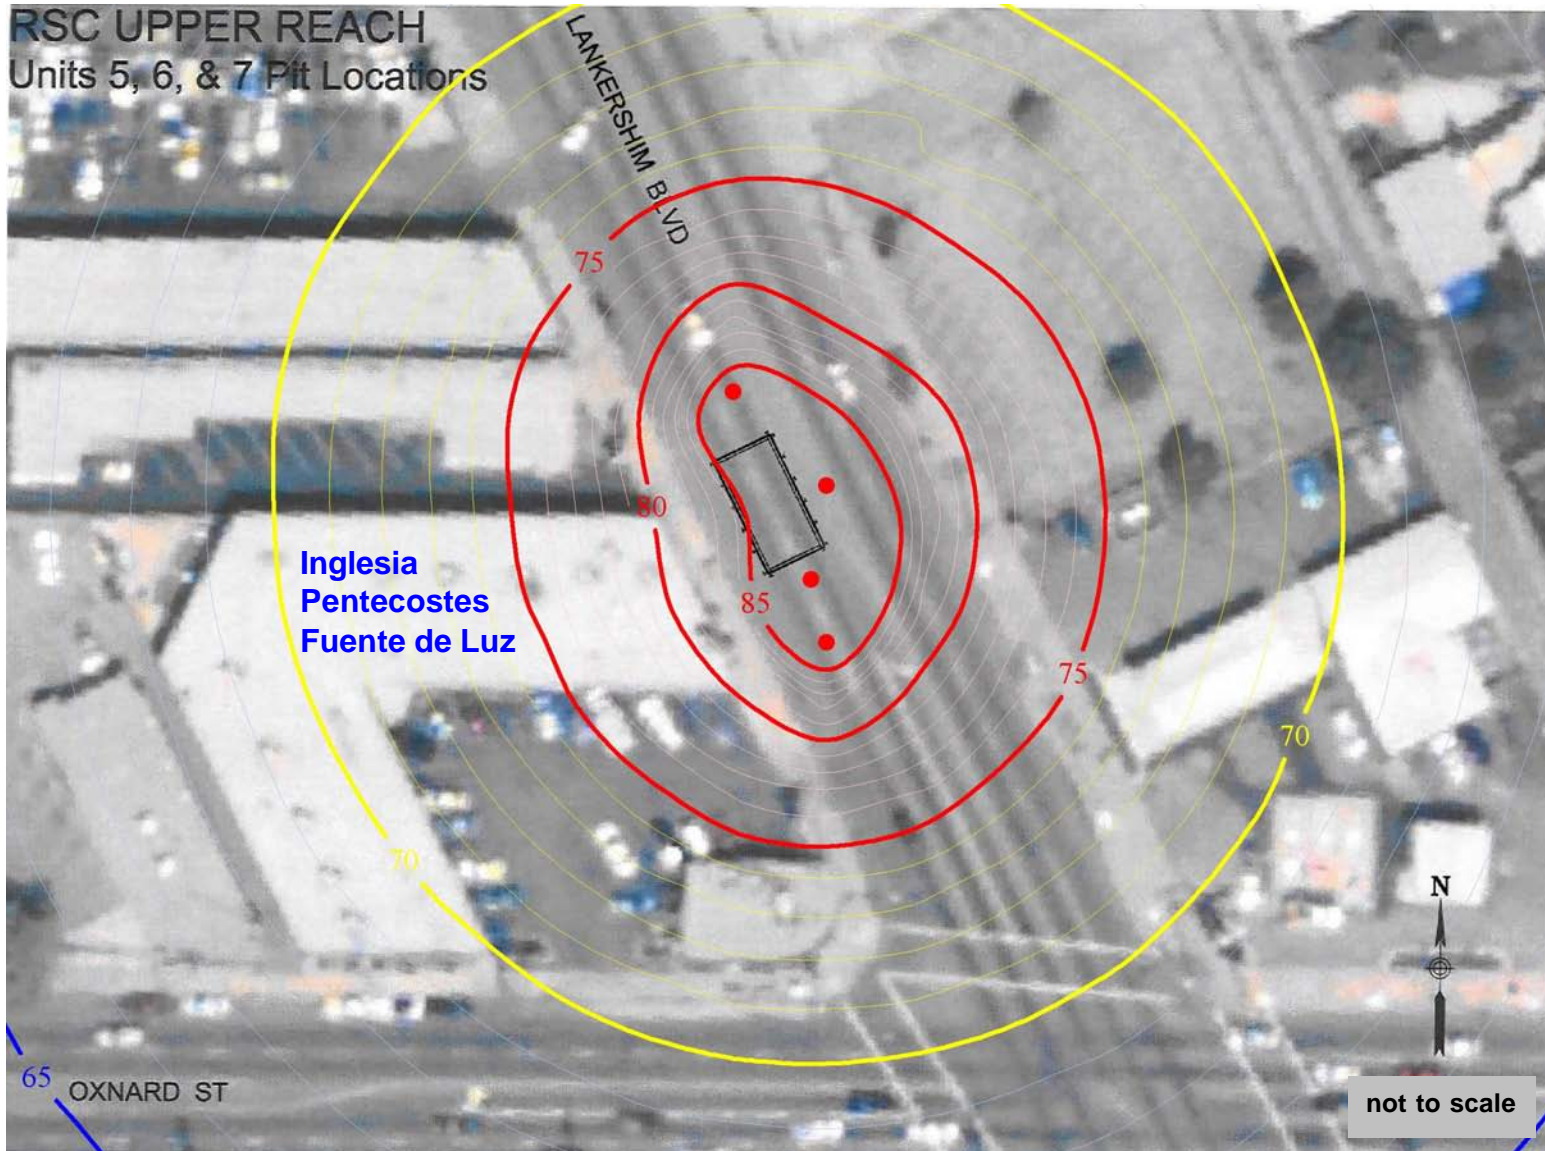 RSC UPPER REACH
Units 5, 6, & 7 Pit Locations
LANKERSHIM BLVD
75
80
Inglesia
Pentecostes
Fuente de Luz
85
75
70
70
N
65
OXNARD ST
not to scale